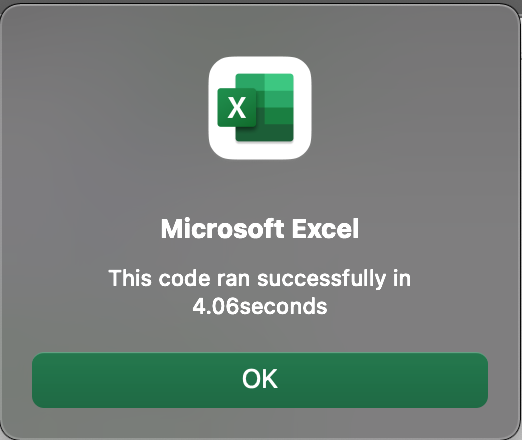 X
Microsoft Excel
This code ran successfully in
4.06seconds
OK